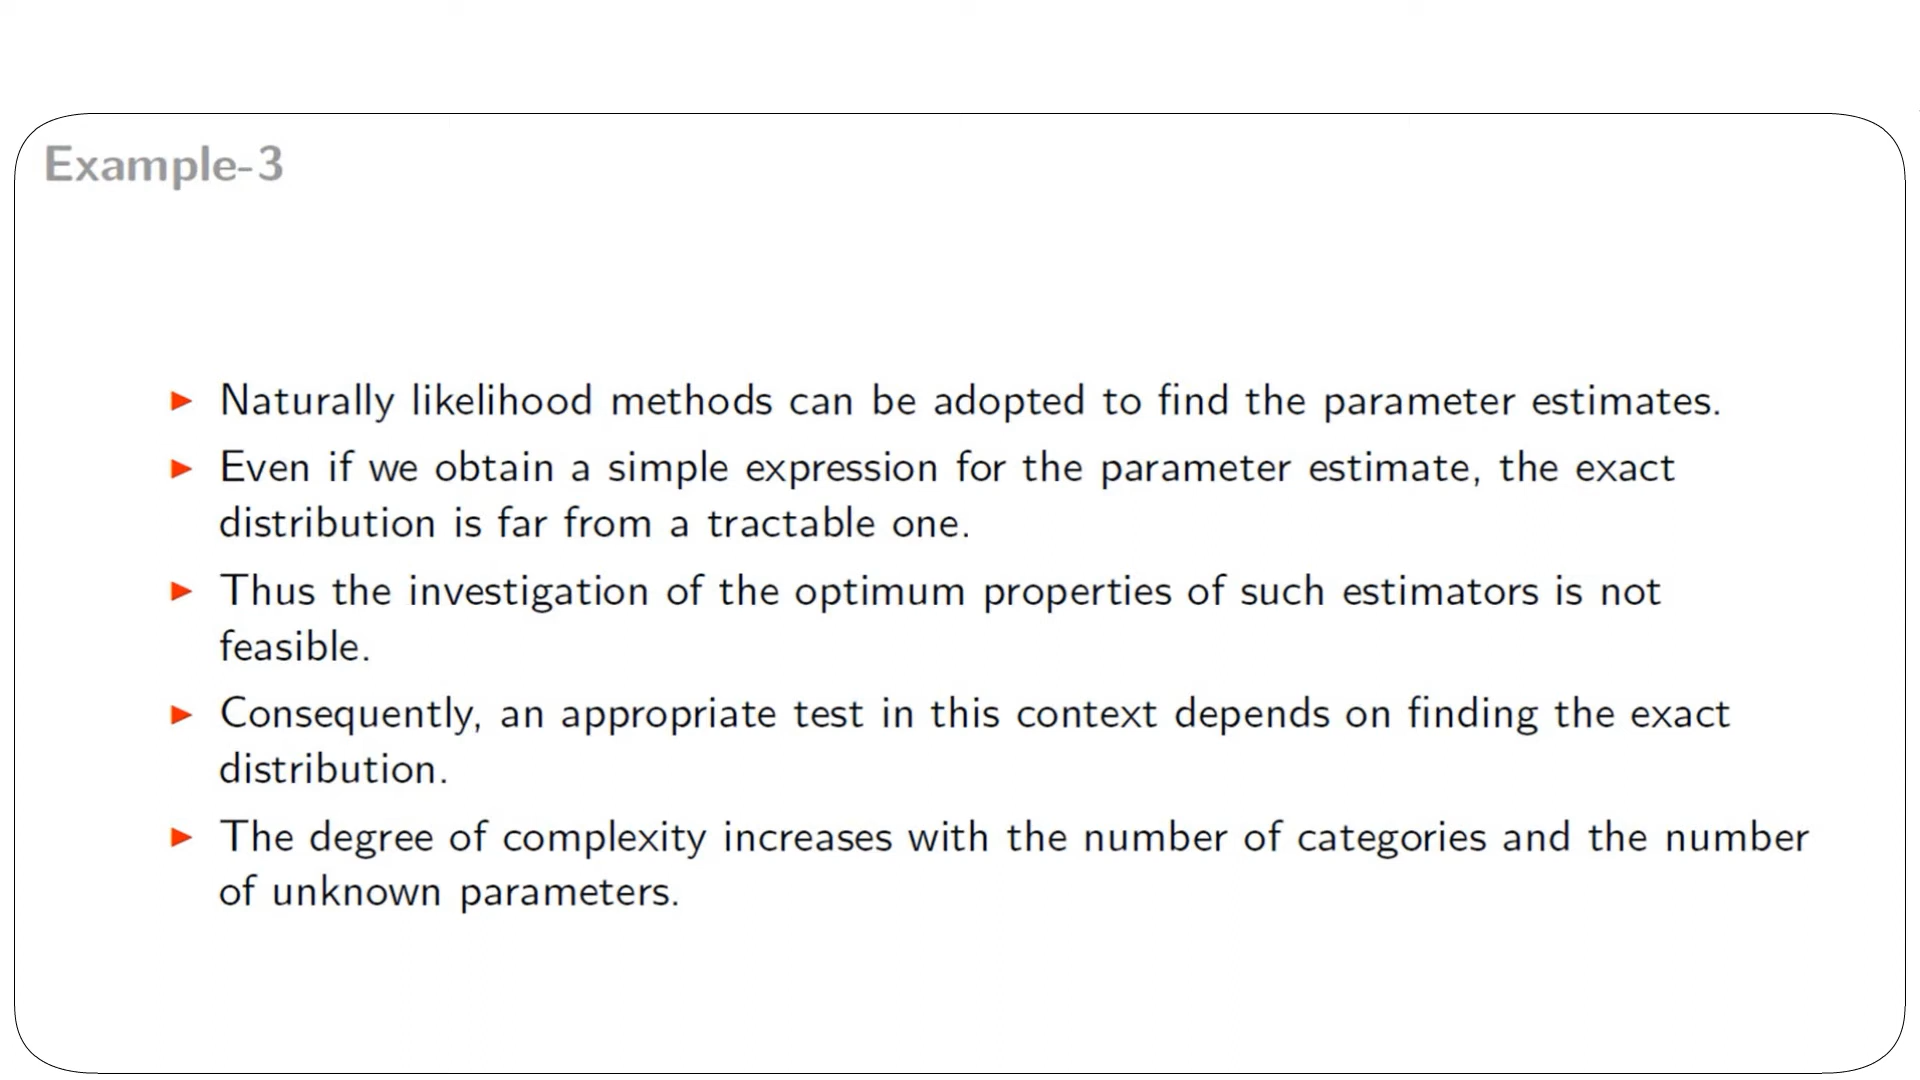 Example-3
► Naturally likelihood methods can be adopted to find the parameter estimates.
► Even if we obtain a simple expression for the parameter estimate, the exact
distribution is far from a tractable one.
► Thus the investigation of the optimum properties of such estimators is not
feasible.
► Consequently, an appropriate test in this context depends on finding the exact
distribution.
► The degree of complexity increases with the number of categories and the number
of unknown parameters.